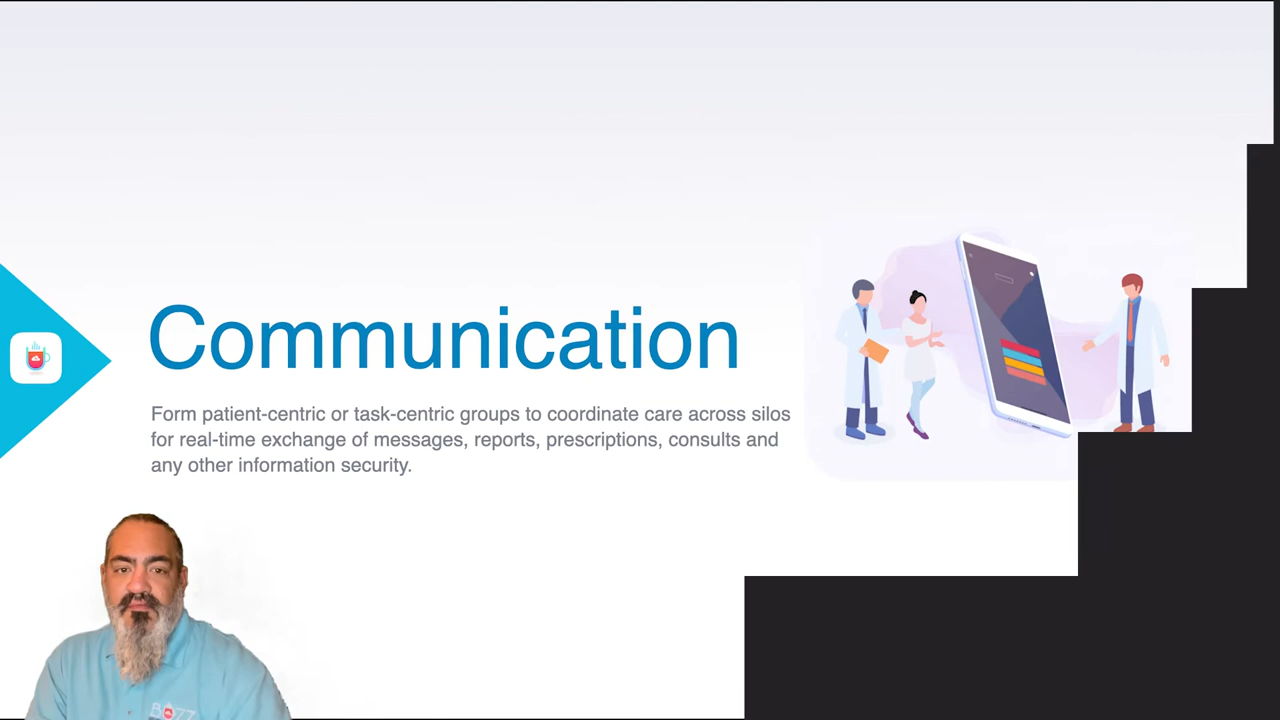 Communication
Form patient-centric or task-centric groups to coordinate care across silos
for real-time exchange of messages, reports, prescriptions, consults and
any other information security.